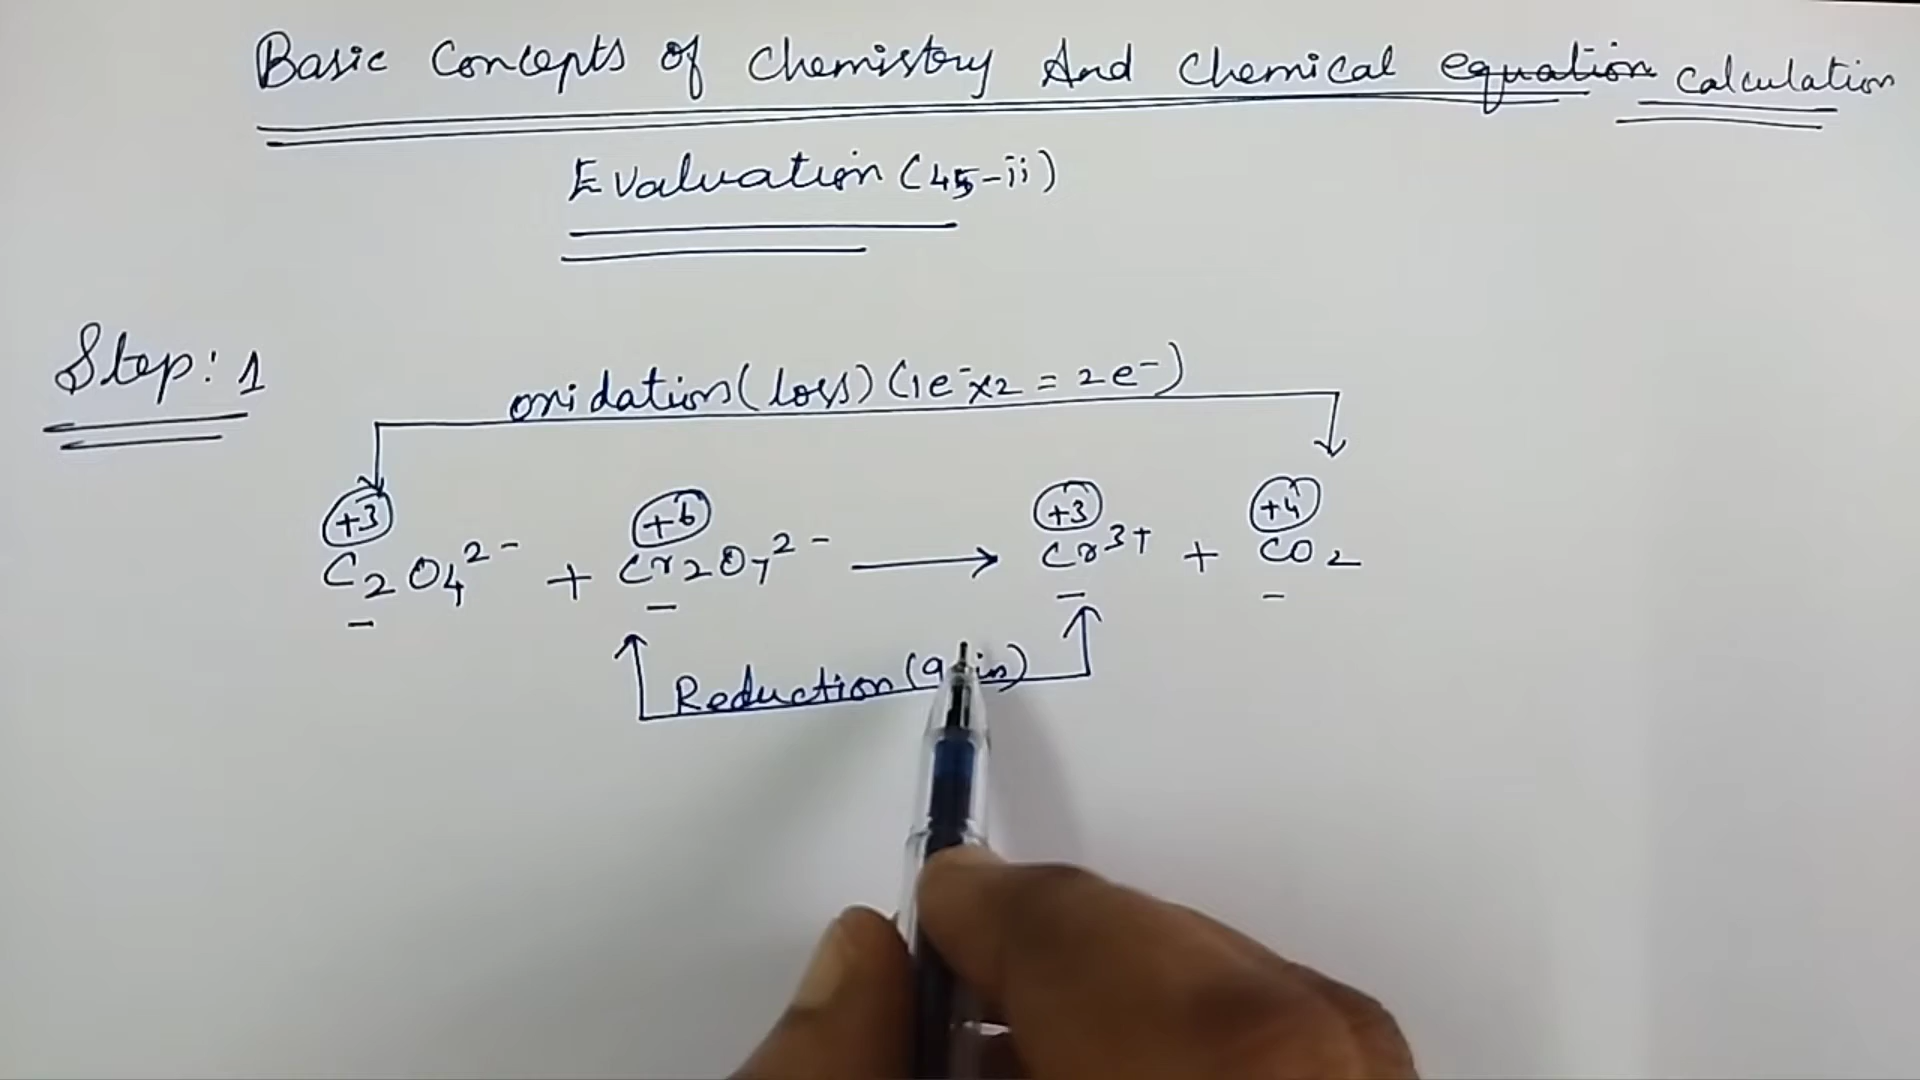 Basic Concepts of Chemistry And Chemical equation Calculation
Evaluation (45-ii)
Step: 1
oxidation (loss) (1e⁻x2 = 2e⁻)
+3 +6 +3 +4
C₂O₄²⁻ + Cr₂O₇²⁻ ⟶ Cr³⁺ + CO₂
Reduction